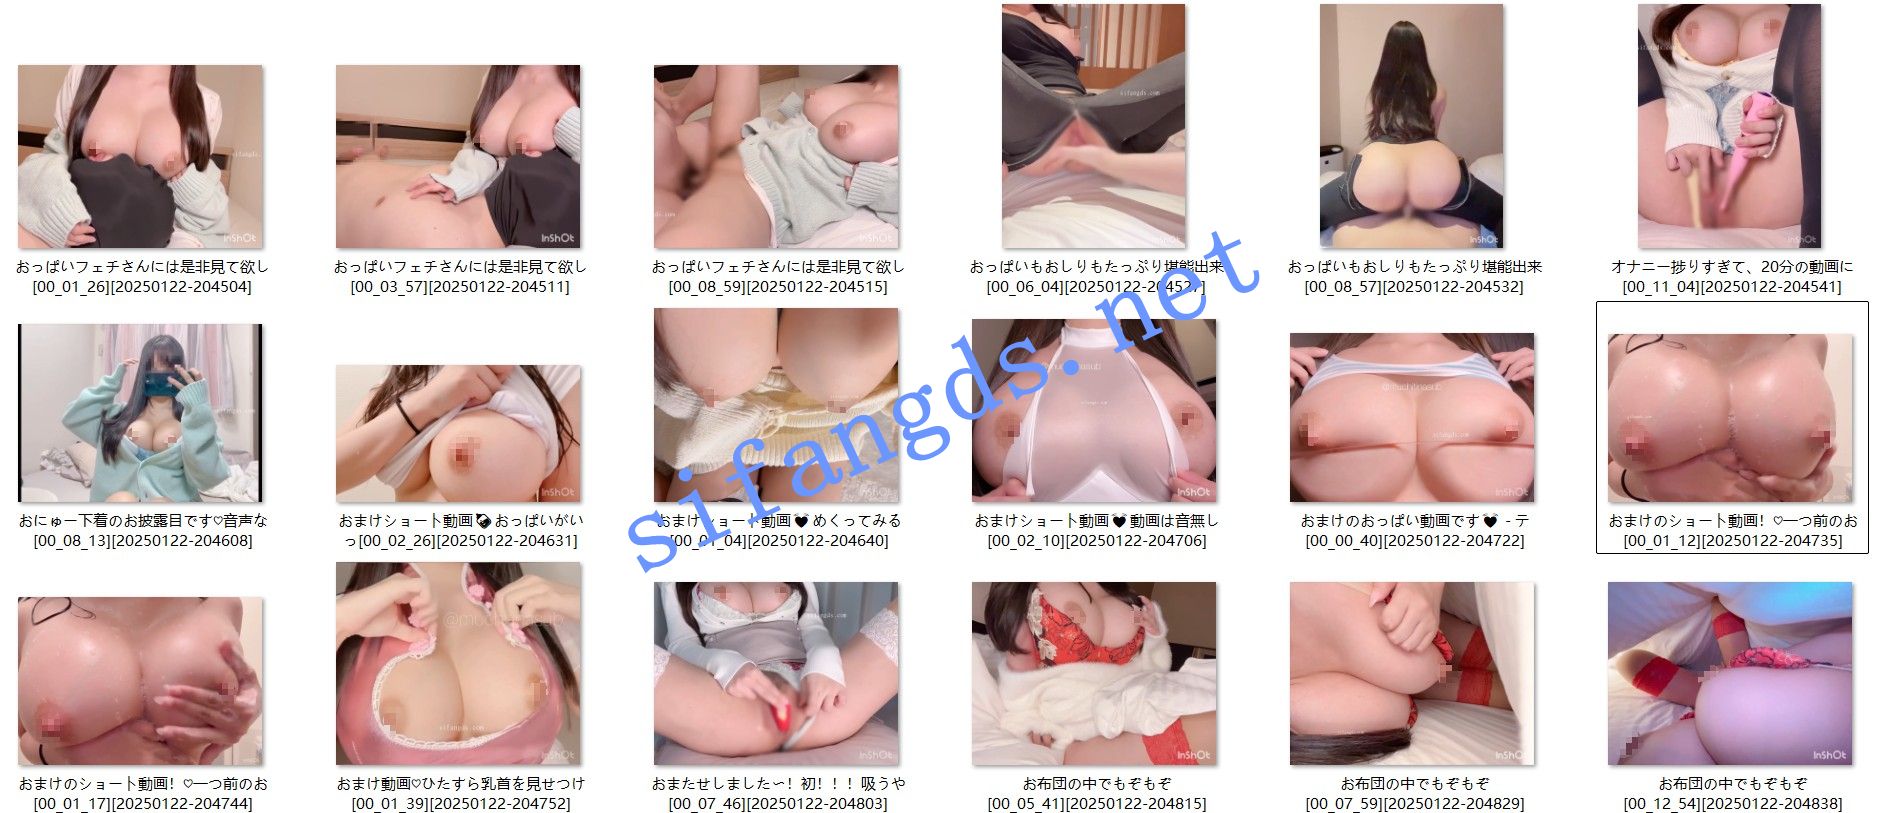 おっぱいフェチさんには是非見て欲し
[00_01_26][20250122-204504]
おっぱいフェチさんには是非見て欲し
[00_03_57][20250122-204511]
おっぱいフェチさんには是非見て欲し
[00_08_59][20250122-204515]
おっぱいもおしりもたっぷり堪能出来
[00_06_04][20250122-204527]
おっぱいもおしりもたっぷり堪能出来
[00_08_57][20250122-204532]
オナニー捗りすぎて、20分の動画に
[00_11_04][20250122-204541]
sifangds.net
おにゅー下着のお披露目です♡音声な
[00_08_13][20250122-204608]
おまけショート動画 おっぱいがい
っ[00_02_26][20250122-204631]
おまけショート動画 めくってみる
[00_01_04][20250122-204640]
おまけショート動画 動画は音無し
[00_02_10][20250122-204706]
おまけのおっぱい動画です - テ
[00_00_40][20250122-204722]
おまけのショート動画！♡一つ前のお
[00_01_12][20250122-204735]
おまけのショート動画！♡一つ前のお
[00_01_17][20250122-204744]
おまけ動画♡ひたすら乳首を見せつけ
[00_01_39][20250122-204752]
おまたせしました〜！初！！！吸うや
[00_07_46][20250122-204803]
お布団の中でもぞもぞ
[00_05_41][20250122-204815]
お布団の中でもぞもぞ
[00_07_59][20250122-204829]
お布団の中でもぞもぞ
[00_12_54][20250122-204838]
InShOt